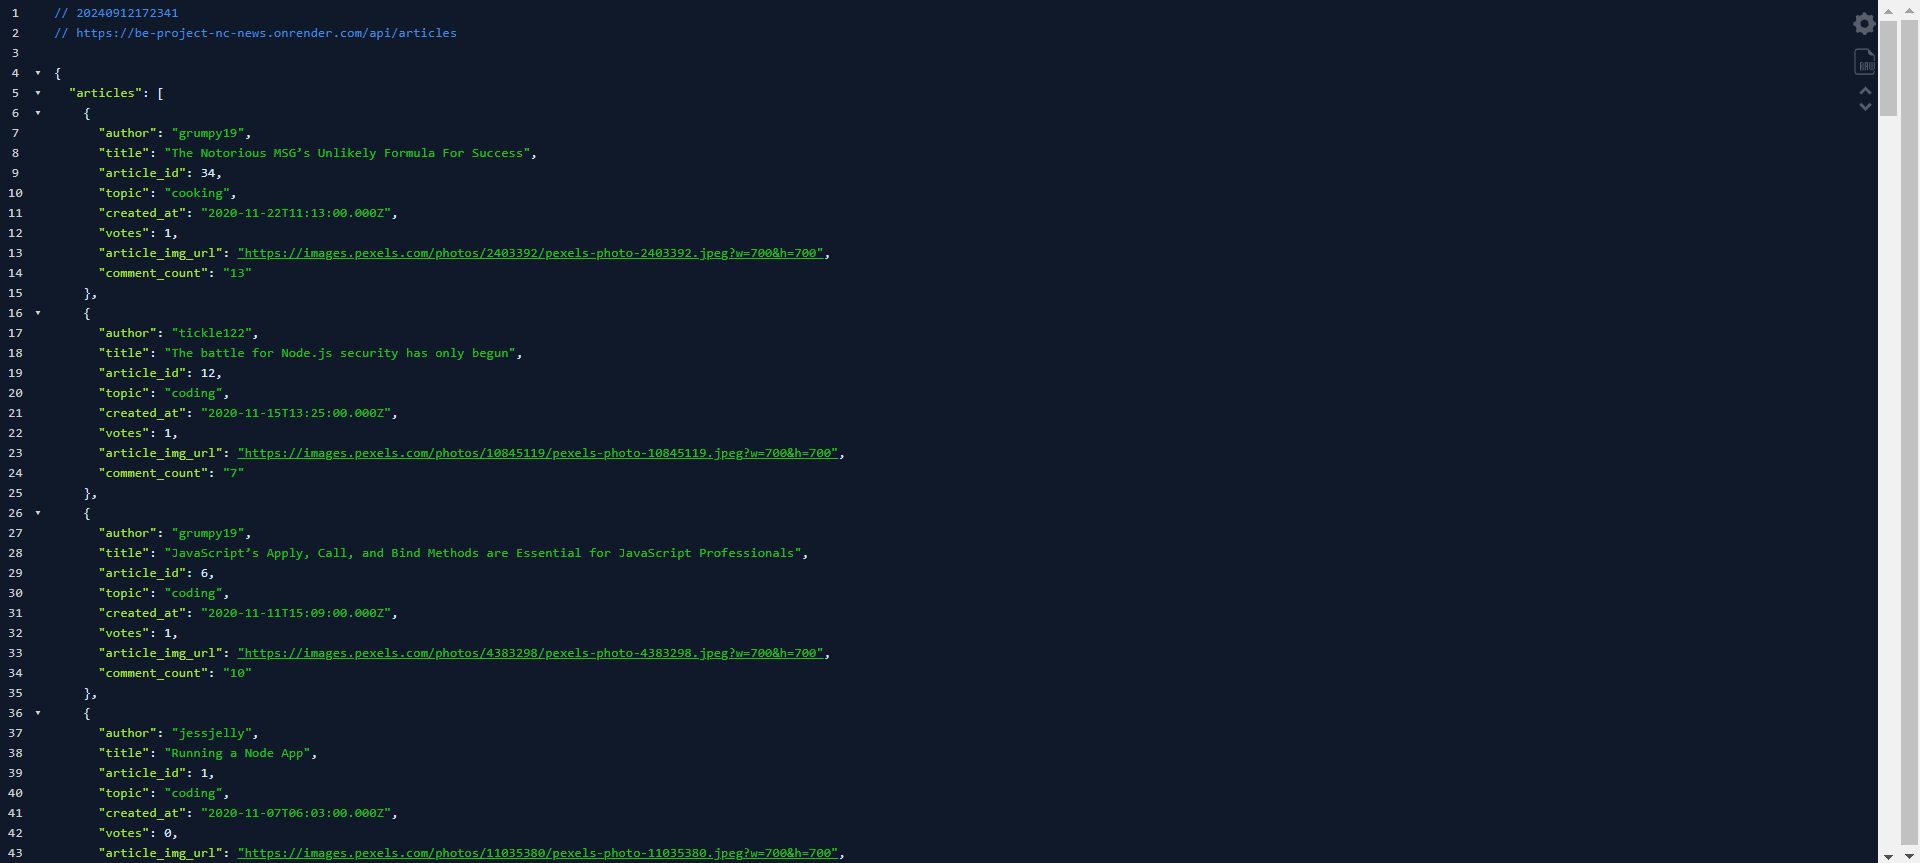 1 // 20240912172341
2 // https://be-project-nc-news.onrender.com/api/articles
3
4 {
5 "articles": [
6 {
7 "author": "grumpy19",
8 "title": "The Notorious MSG’s Unlikely Formula For Success",
9 "article_id": 34,
10 "topic": "cooking",
11 "created_at": "2020-11-22T11:13:00.000Z",
12 "votes": 1,
13 "article_img_url": "https://images.pexels.com/photos/2403392/pexels-photo-2403392.jpeg?w=700&h=700",
14 "comment_count": "13"
15 },
16 {
17 "author": "tickle122",
18 "title": "The battle for Node.js security has only begun",
19 "article_id": 12,
20 "topic": "coding",
21 "created_at": "2020-11-15T13:25:00.000Z",
22 "votes": 1,
23 "article_img_url": "https://images.pexels.com/photos/10845119/pexels-photo-10845119.jpeg?w=700&h=700",
24 "comment_count": "7"
25 },
26 {
27 "author": "grumpy19",
28 "title": "JavaScript’s Apply, Call, and Bind Methods are Essential for JavaScript Professionals",
29 "article_id": 6,
30 "topic": "coding",
31 "created_at": "2020-11-11T15:09:00.000Z",
32 "votes": 1,
33 "article_img_url": "https://images.pexels.com/photos/4383298/pexels-photo-4383298.jpeg?w=700&h=700",
34 "comment_count": "10"
35 },
36 {
37 "author": "jessjelly",
38 "title": "Running a Node App",
39 "article_id": 1,
40 "topic": "coding",
41 "created_at": "2020-11-07T06:03:00.000Z",
42 "votes": 0,
43 "article_img_url": "https://images.pexels.com/photos/11035380/pexels-photo-11035380.jpeg?w=700&h=700",
RAW